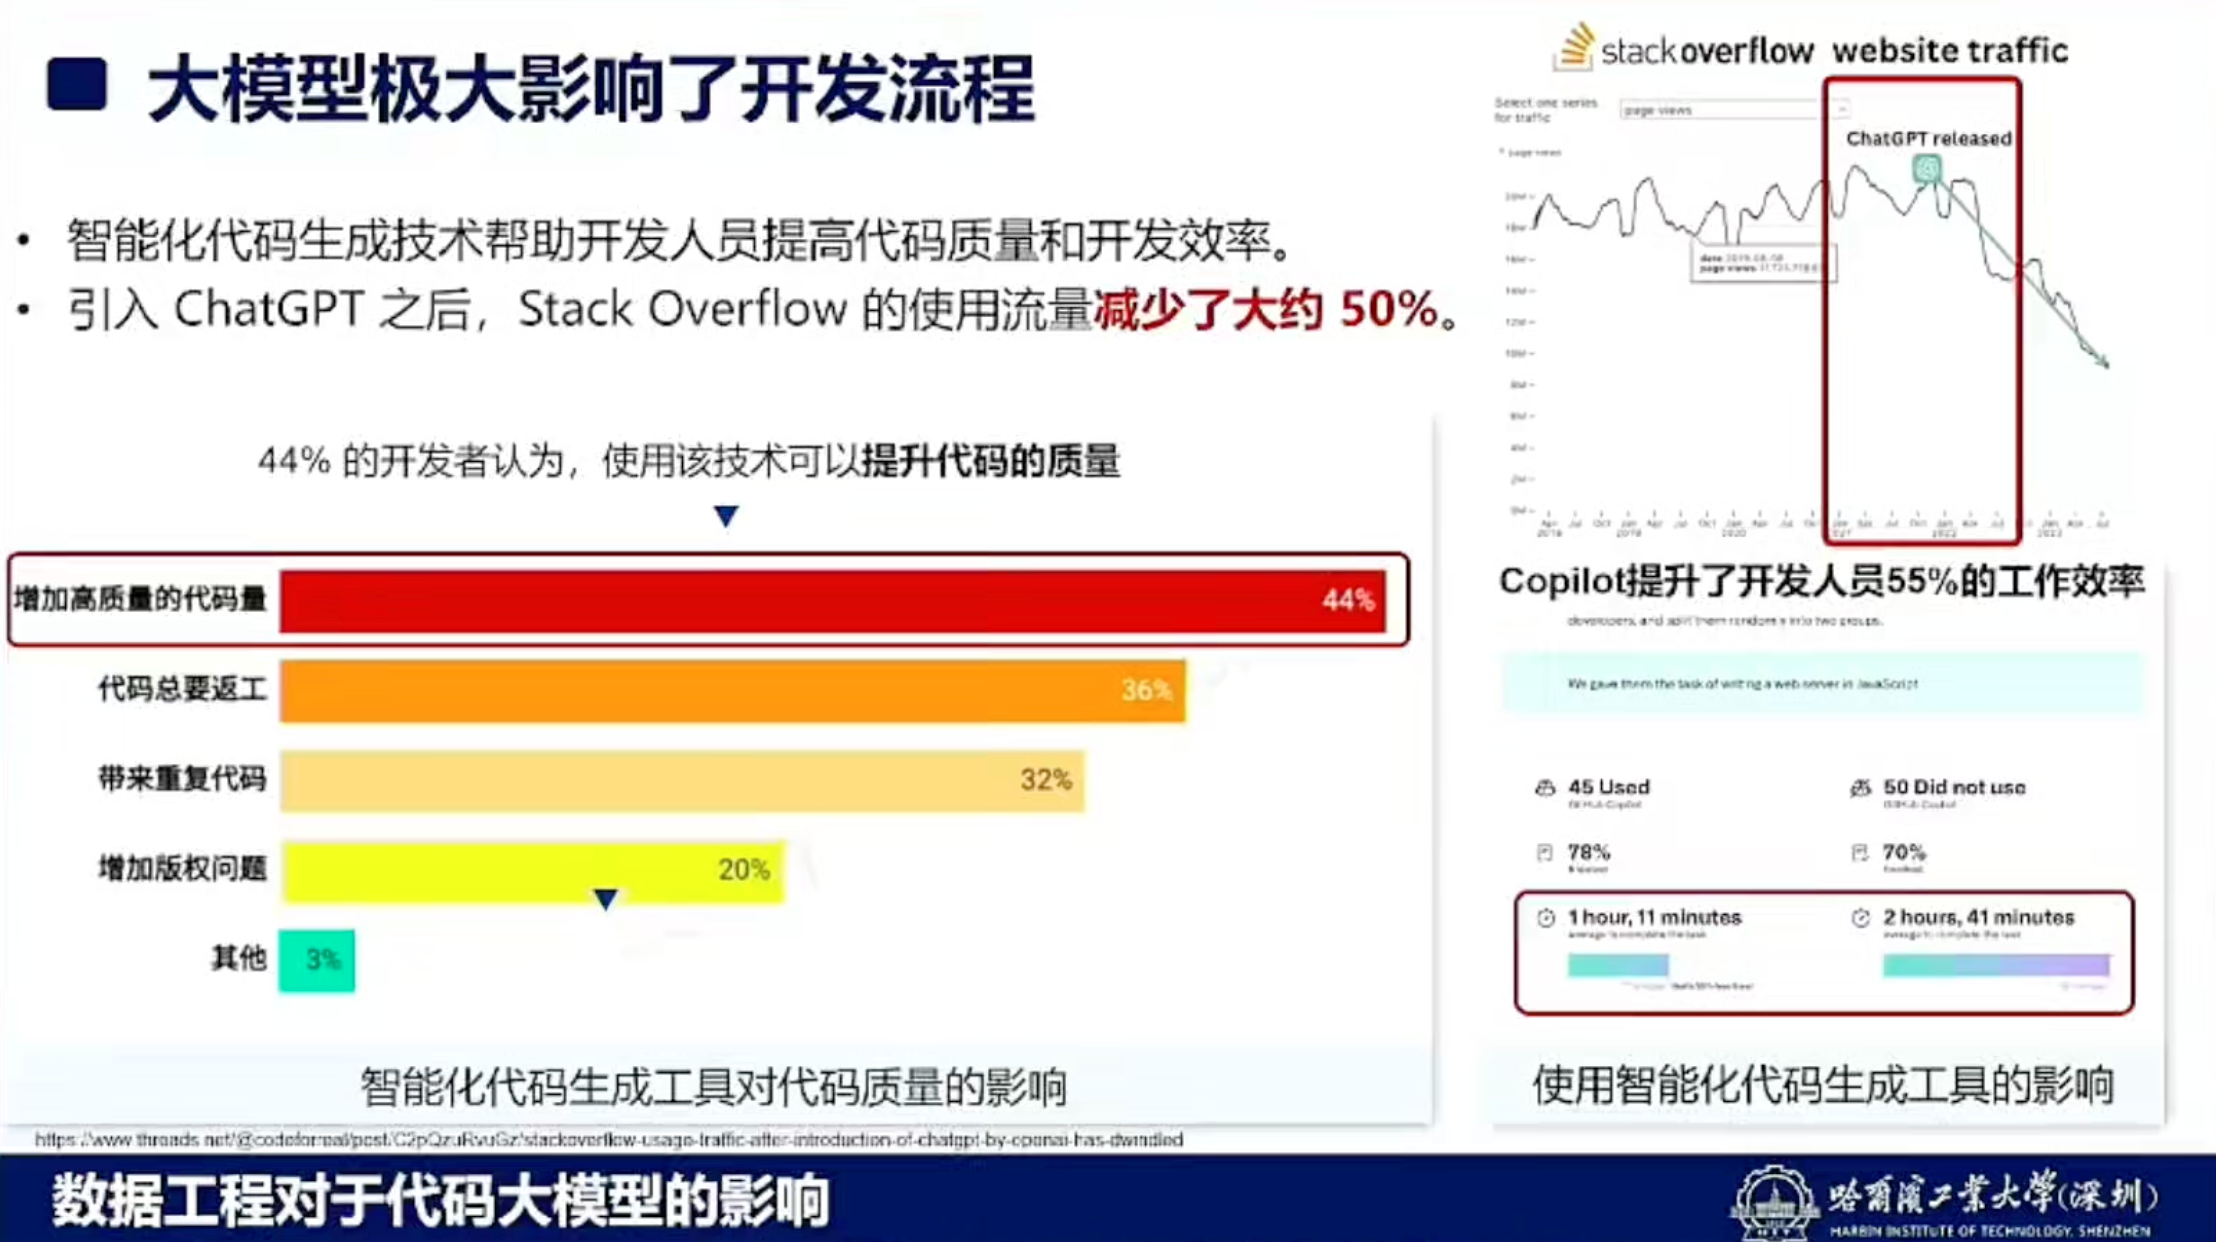 大模型极大影响了开发流程
• 智能化代码生成技术帮助开发人员提高代码质量和开发效率。
• 引入 ChatGPT 之后，Stack Overflow 的使用流量减少了大约 50%。
44% 的开发者认为，使用该技术可以提升代码的质量
增加高质量的代码量 44%
代码总要返工 36%
带来重复代码 32%
增加版权问题 20%
其他 3%
智能化代码生成工具对代码质量的影响
https://www.threads.net/@codeforreal/post/C2pQzuRvuGz/stackoverflow-usage-traffic-after-introduction-of-chatgpt-by-openai-has-dwindled
stackoverflow website traffic
Select one series
for traffic
page views
page views
ChatGPT released
Copilot提升了开发人员55%的工作效率
developers, and split them randomly into two groups.
We gave them the task of writing a web server in JavaScript
45 Used
GitHub Copilot
50 Did not use
GitHub Copilot
78%
finished
70%
finished
1 hour, 11 minutes
average to complete the task
2 hours, 41 minutes
average to complete the task
使用智能化代码生成工具的影响
数据工程对于代码大模型的影响
哈爾濱工業大學(深圳)
HARBIN INSTITUTE OF TECHNOLOGY, SHENZHEN